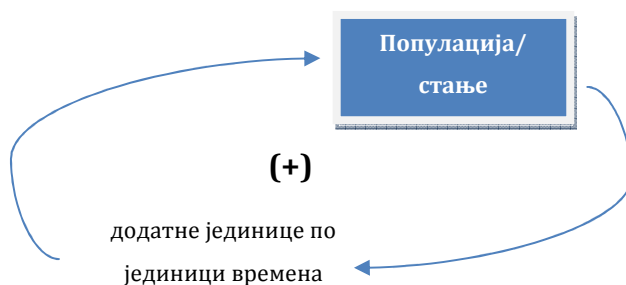 Популација/
стање
(+)
додатне јединице по
јединици времена